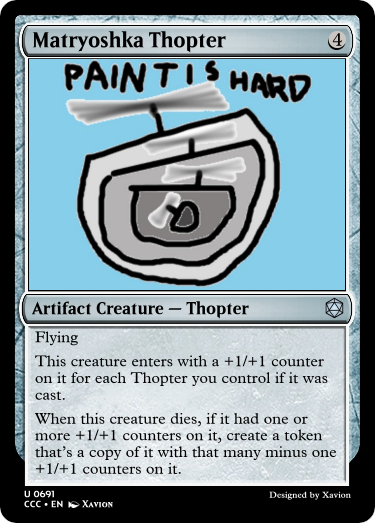 Matryoshka Thopter 4
PAINT IS HARD
Artifact Creature — Thopter
Flying
This creature enters with a +1/+1 counter
on it for each Thopter you control if it was
cast.
When this creature dies, if it had one or
more +1/+1 counters on it, create a token
that's a copy of it with that many minus one
+1/+1 counters on it.
U 0691
CCC • EN XAVION
Designed by Xavion